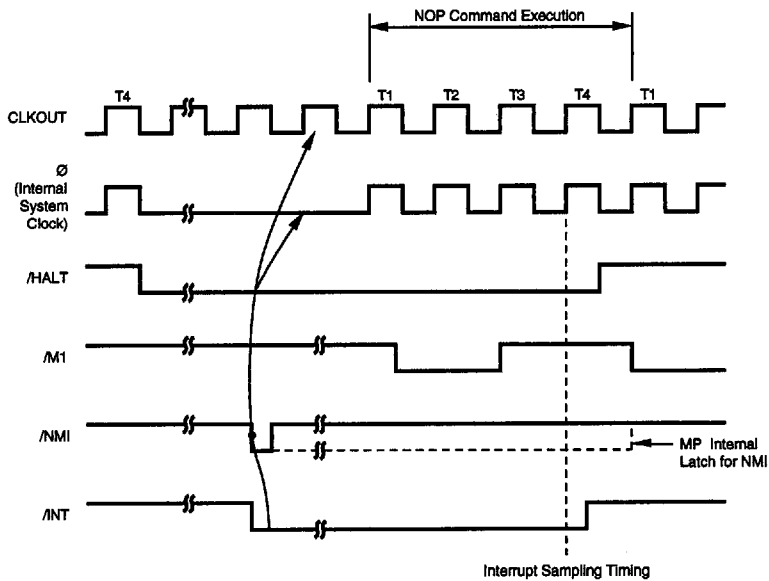 NOP Command Execution
T4
T1
T2
T3
T4
T1
CLKOUT
Ø
(Internal
System
Clock)
/HALT
/M1
/NMI
MP Internal
Latch for NMI
/INT
Interrupt Sampling Timing